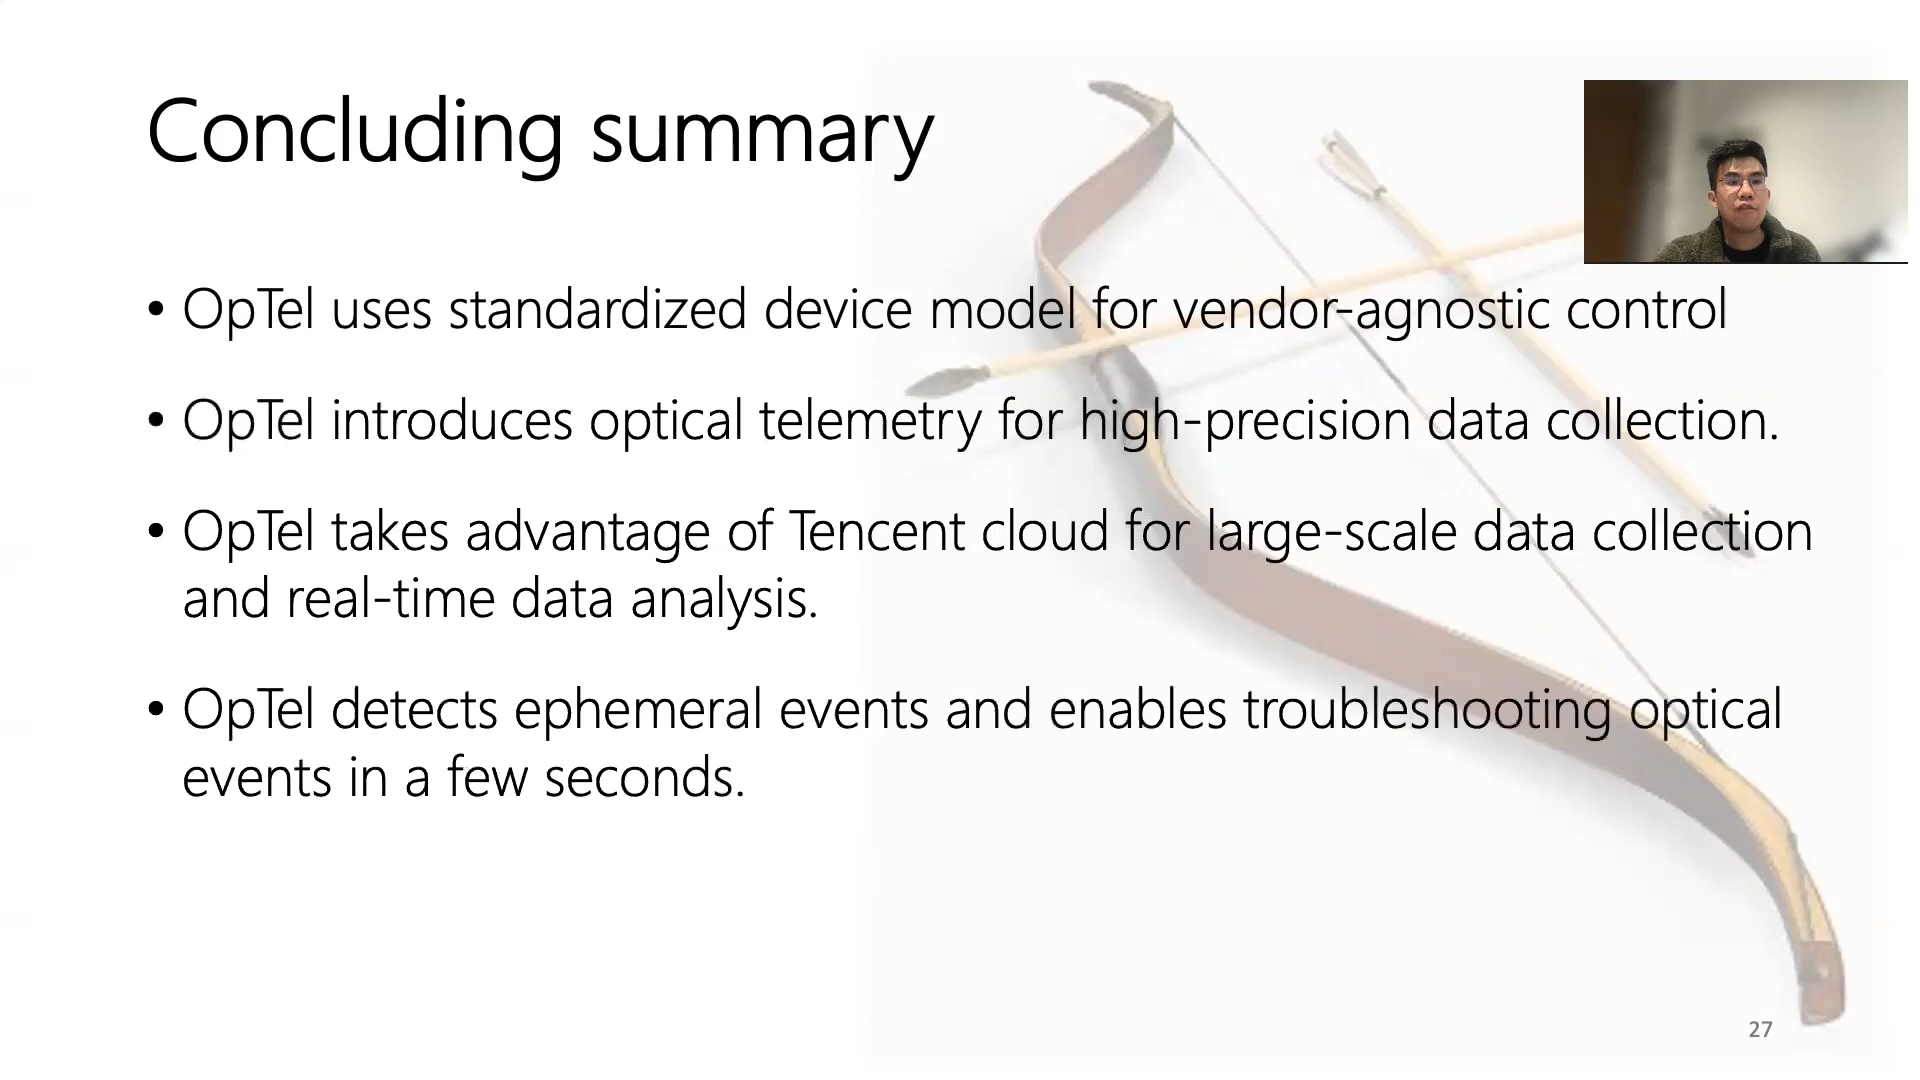 Concluding summary
• OpTel uses standardized device model for vendor-agnostic control
• OpTel introduces optical telemetry for high-precision data collection.
• OpTel takes advantage of Tencent cloud for large-scale data collection
and real-time data analysis.
• OpTel detects ephemeral events and enables troubleshooting optical
events in a few seconds.
27